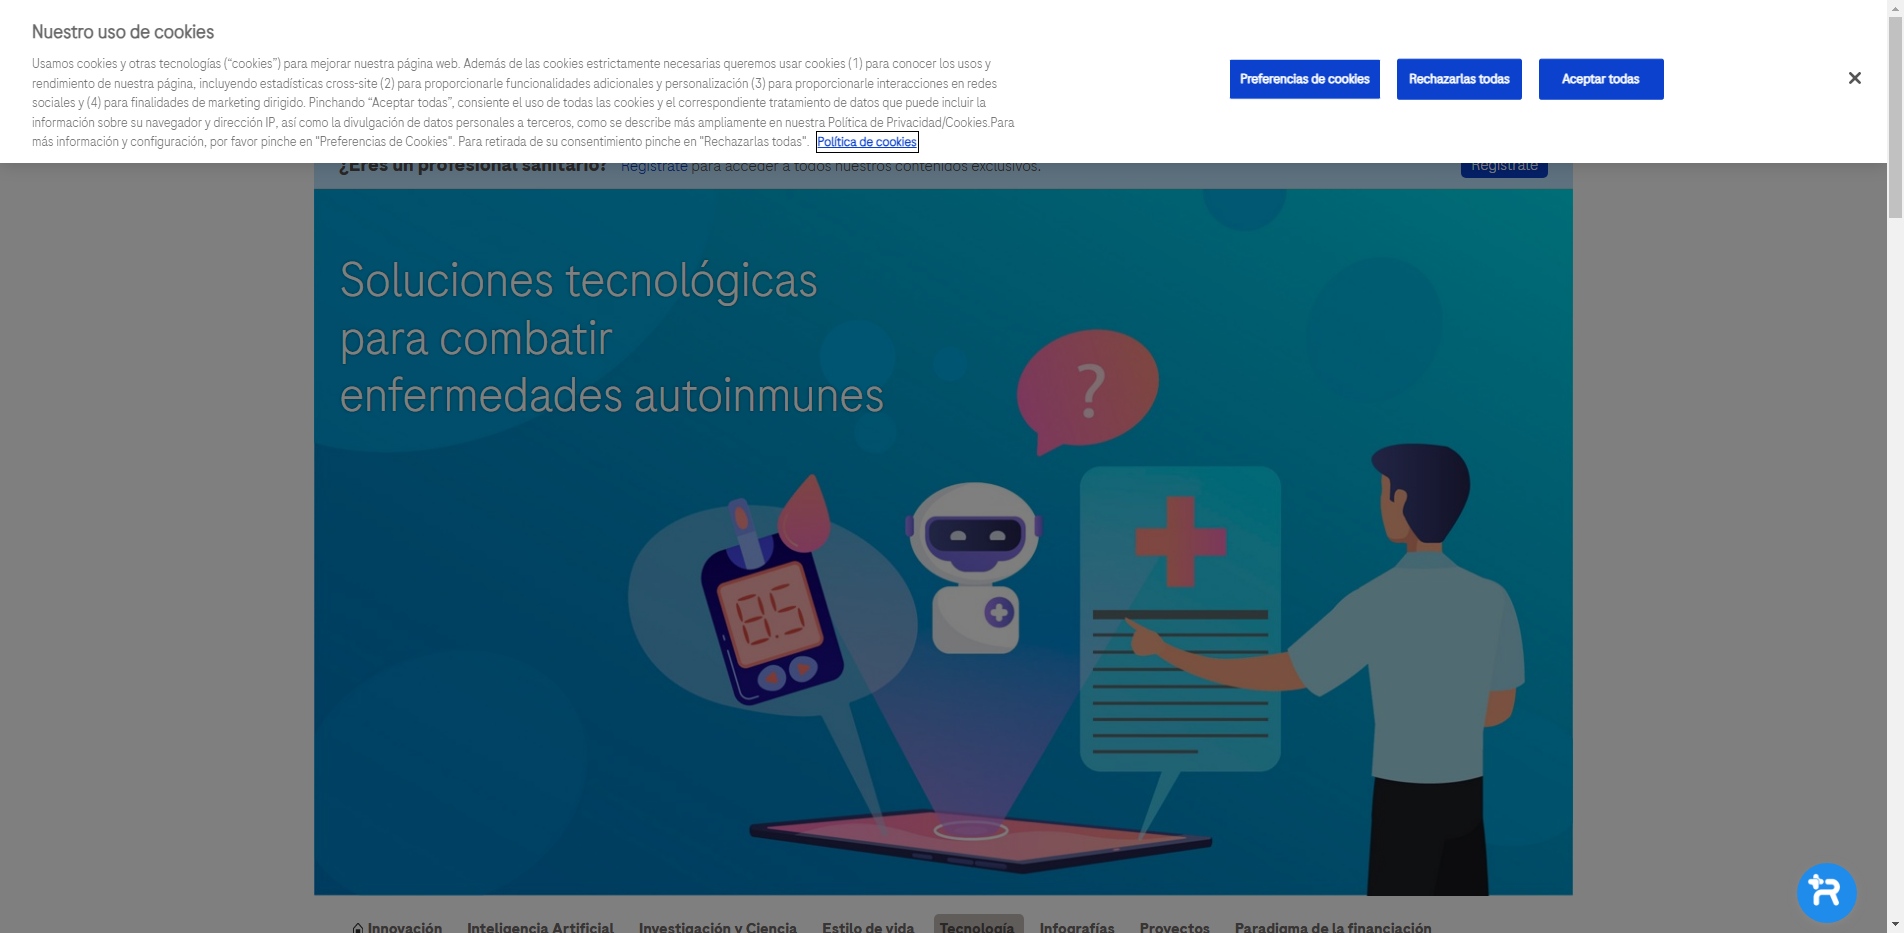 Nuestro uso de cookies
Usamos cookies y otras tecnologías (“cookies”) para mejorar nuestra página web. Además de las cookies estrictamente necesarias queremos usar cookies (1) para conocer los usos y
rendimiento de nuestra página, incluyendo estadísticas cross-site (2) para proporcionarle funcionalidades adicionales y personalización (3) para proporcionarle interacciones en redes
sociales y (4) para finalidades de marketing dirigido. Pinchando “Aceptar todas”, consiente el uso de todas las cookies y el correspondiente tratamiento de datos que puede incluir la
información sobre su navegador y dirección IP, así como la divulgación de datos personales a terceros, como se describe más ampliamente en nuestra Política de Privacidad/Cookies.Para
más información y configuración, por favor pinche en "Preferencias de Cookies". Para retirada de su consentimiento pinche en "Rechazarlas todas". Política de cookies
Preferencias de cookies Rechazarlas todas Aceptar todas
¿Eres un profesional sanitario? Regístrate para acceder a todos nuestros contenidos exclusivos. Regístrate
Soluciones tecnológicas
para combatir
enfermedades autoinmunes
?
8.5
R
Innovación Inteligencia Artificial Investigación y Ciencia Estilo de vida Tecnología Infografías Proyectos Paradigma de la financiación